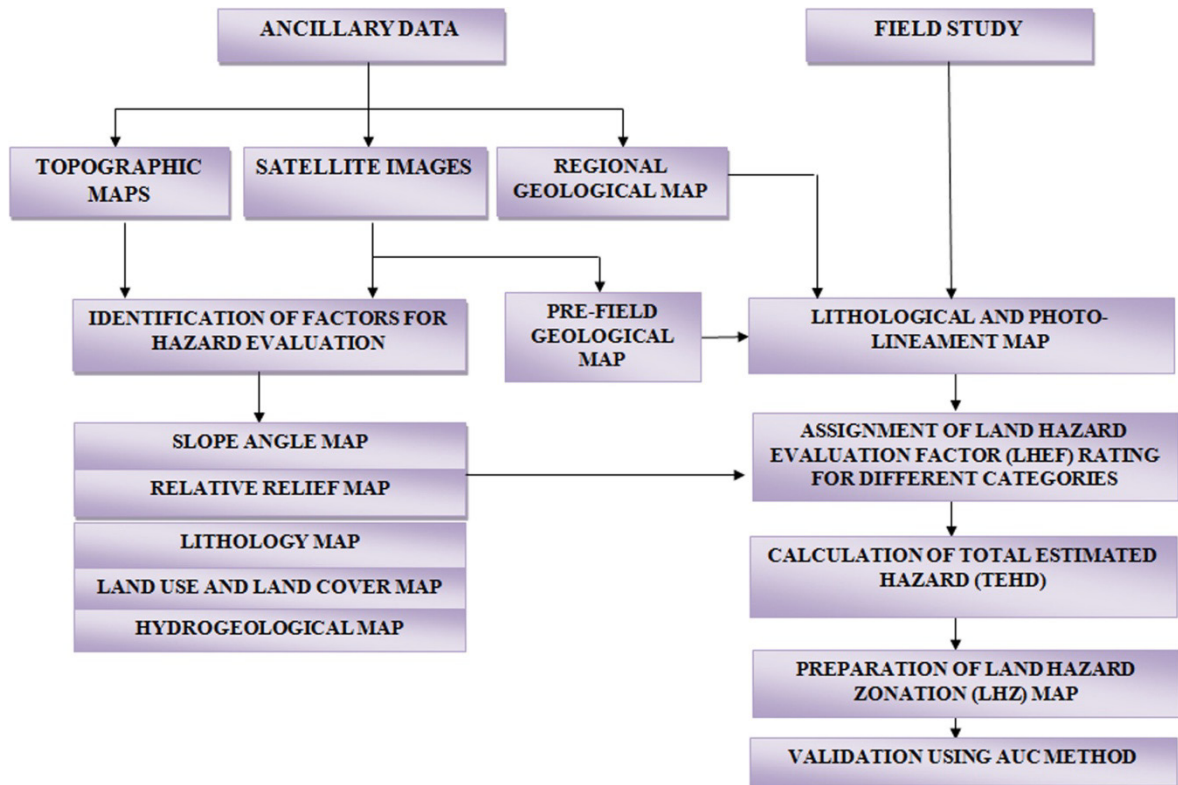 ANCILLARY DATA
FIELD STUDY
TOPOGRAPHIC
MAPS
SATELLITE IMAGES
REGIONAL
GEOLOGICAL MAP
IDENTIFICATION OF FACTORS FOR
HAZARD EVALUATION
PRE-FIELD
GEOLOGICAL
MAP
LITHOLOGICAL AND PHOTO-
LINEAMENT MAP
SLOPE ANGLE MAP
RELATIVE RELIEF MAP
LITHOLOGY MAP
LAND USE AND LAND COVER MAP
HYDROGEOLOGICAL MAP
ASSIGNMENT OF LAND HAZARD
EVALUATION FACTOR (LHEF) RATING
FOR DIFFERENT CATEGORIES
CALCULATION OF TOTAL ESTIMATED
HAZARD (TEHD)
PREPARATION OF LAND HAZARD
ZONATION (LHZ) MAP
VALIDATION USING AUC METHOD